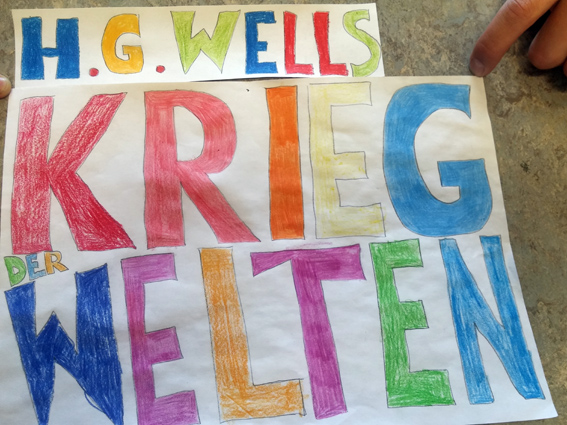 H.G.WELLS
KRIEG
DER
WELTEN